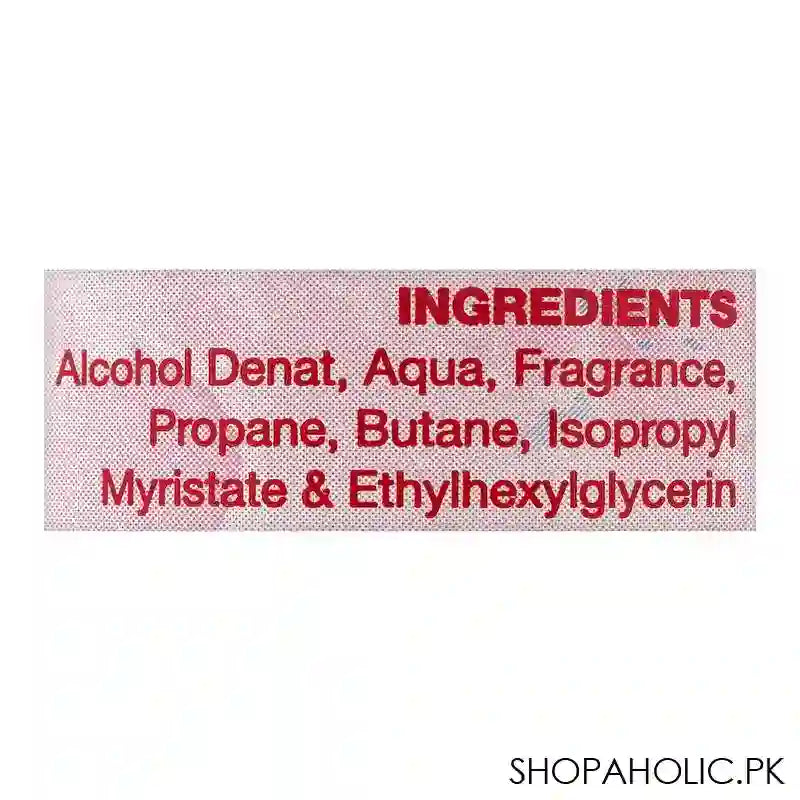 INGREDIENTS
Alcohol Denat, Aqua, Fragrance,
Propane, Butane, Isopropyl
Myristate & Ethylhexylglycerin
SHOPAHOLIC.PK